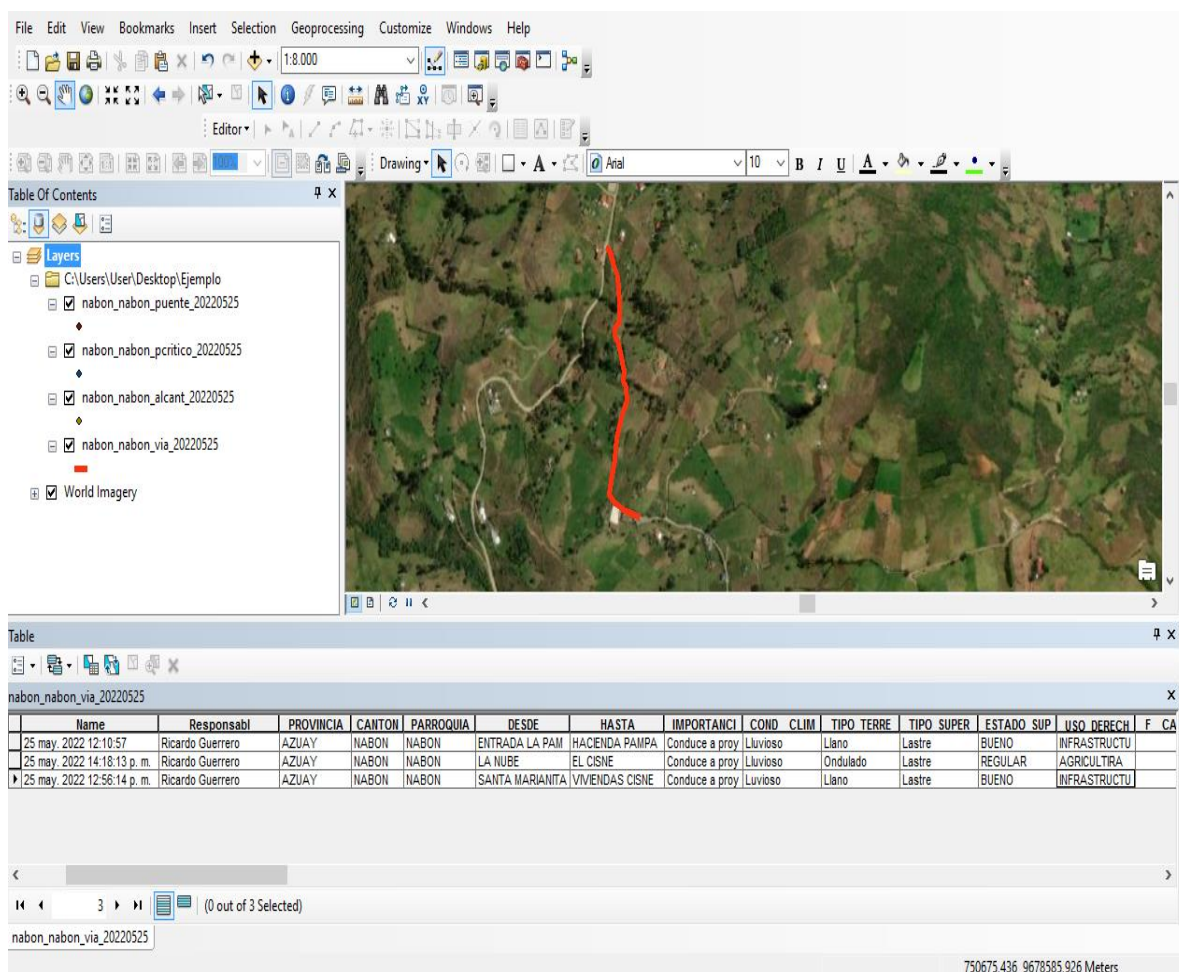 File Edit View Bookmarks Insert Selection Geoprocessing Customize Windows Help
1:8.000
Editor
100% Drawing A Arial 10 B I U A
Table Of Contents
Layers
C:\Users\User\Desktop\Ejemplo
nabon_nabon_puente_20220525
nabon_nabon_pcritico_20220525
nabon_nabon_alcant_20220525
nabon_nabon_via_20220525
World Imagery
Table
nabon_nabon_via_20220525
Name Responsabl PROVINCIA CANTON PARROQUIA DESDE HASTA IMPORTANCI COND CLIM TIPO TERRE TIPO SUPER ESTADO SUP USO DERECH F CA
25 may. 2022 12:10:57 Ricardo Guerrero AZUAY NABON NABON ENTRADA LA PAM HACIENDA PAMPA Conduce a proy Lluvioso Llano Lastre BUENO INFRASTRUCTU
25 may. 2022 14:18:13 p. m. Ricardo Guerrero AZUAY NABON NABON LA NUBE EL CISNE Conduce a proy Lluvioso Ondulado Lastre REGULAR AGRICULTIRA
25 may. 2022 12:56:14 p. m. Ricardo Guerrero AZUAY NABON NABON SANTA MARIANITA VIVIENDAS CISNE Conduce a proy Luvioso Llano Lastre BUENO INFRASTRUCTU
3 (0 out of 3 Selected)
nabon_nabon_via_20220525
750675.436 9678585.926 Meters